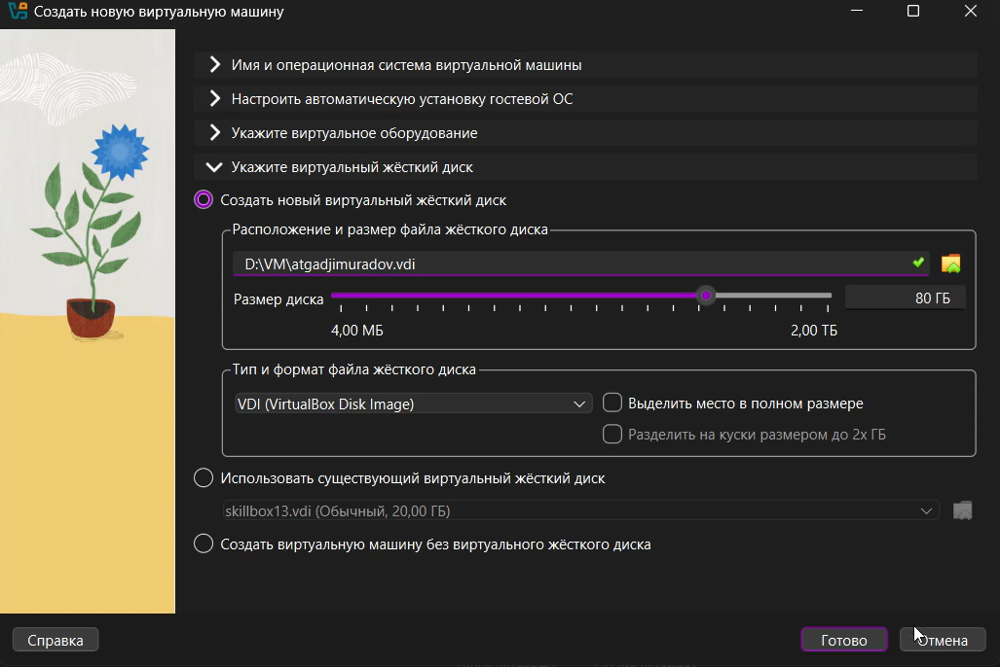 Создать новую виртуальную машину
Имя и операционная система виртуальной машины
Настроить автоматическую установку гостевой ОС
Укажите виртуальное оборудование
Укажите виртуальный жёсткий диск
Создать новый виртуальный жёсткий диск
Расположение и размер файла жёсткого диска
D:\VM\atgadjimuradov.vdi
Размер диска
80 ГБ
4,00 МБ
2,00 ТБ
Тип и формат файла жёсткого диска
VDI (VirtualBox Disk Image)
Выделить место в полном размере
Разделить на куски размером до 2х ГБ
Использовать существующий виртуальный жёсткий диск
skillbox13.vdi (Обычный, 20,00 ГБ)
Создать виртуальную машину без виртуального жёсткого диска
Справка
Готово
Отмена